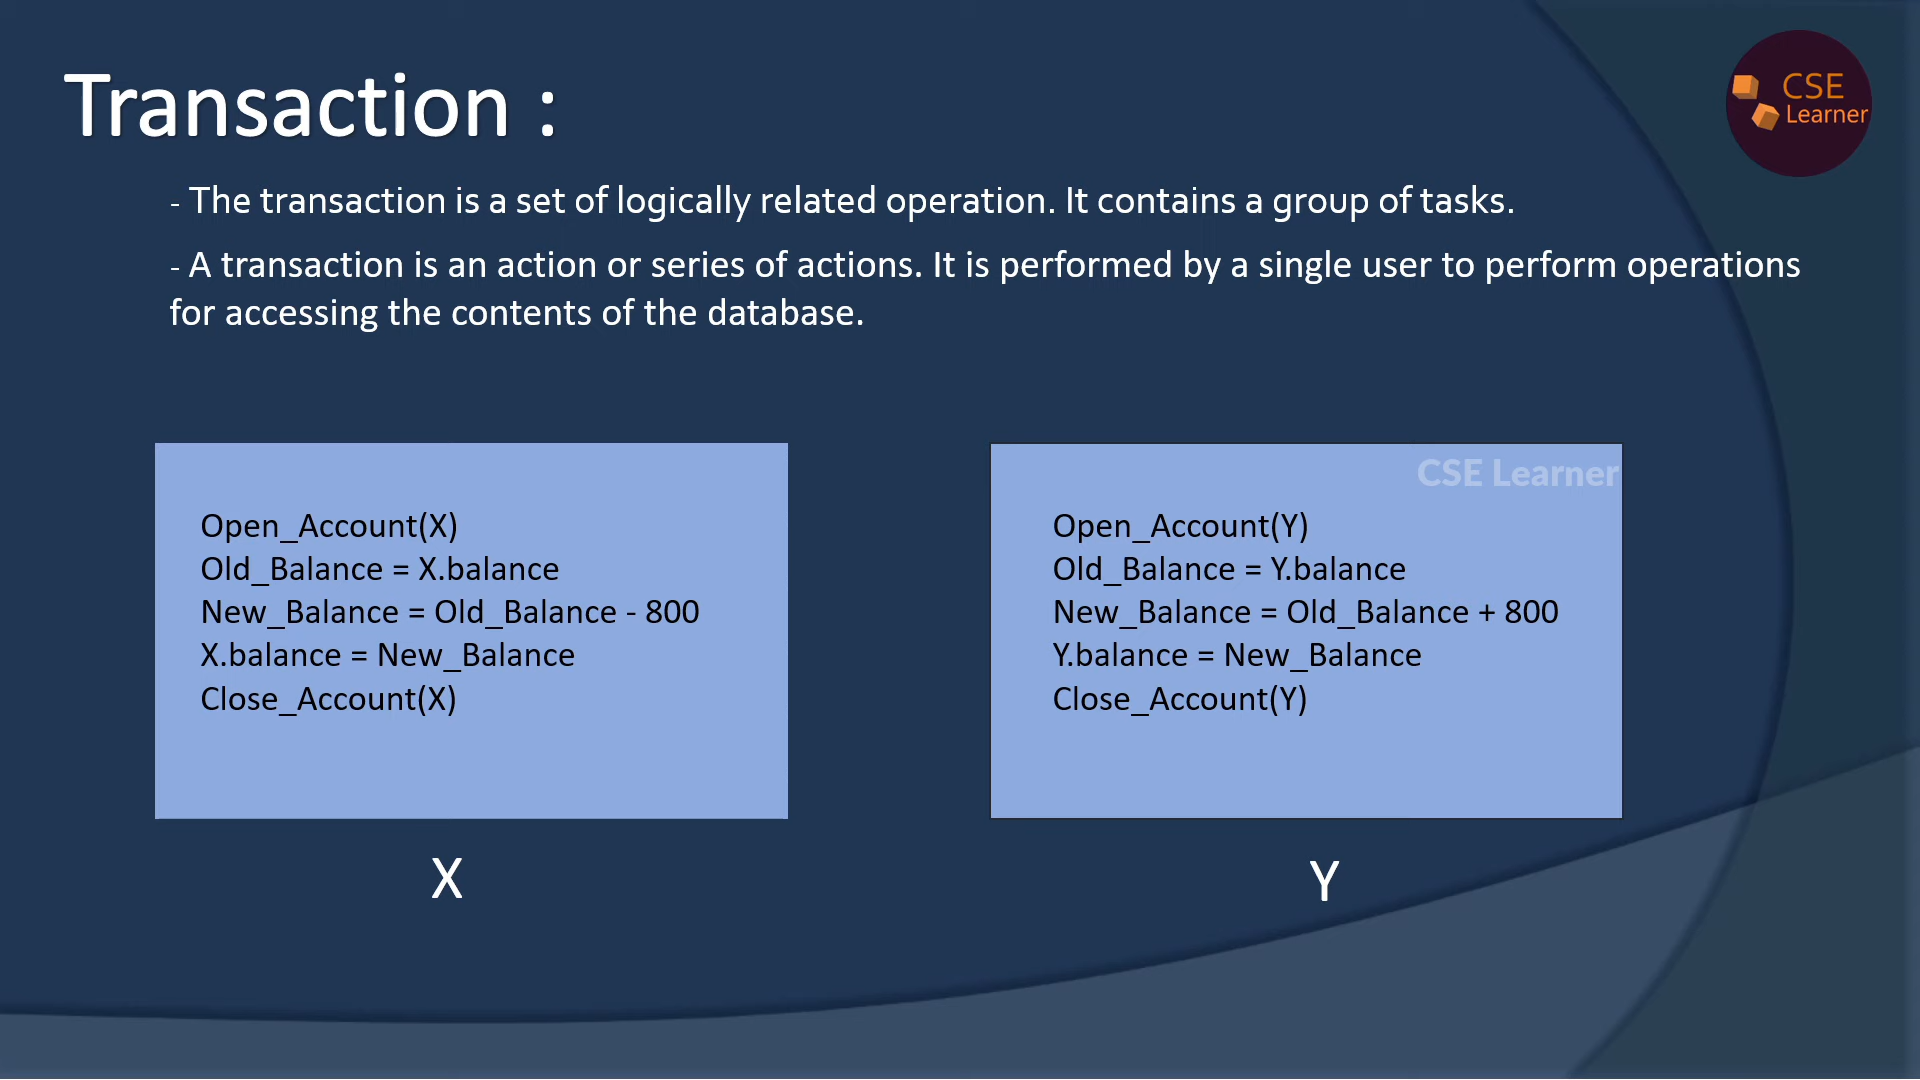 Transaction :
CSE
Learner
- The transaction is a set of logically related operation. It contains a group of tasks.
- A transaction is an action or series of actions. It is performed by a single user to perform operations
for accessing the contents of the database.
Open_Account(X)
Old_Balance = X.balance
New_Balance = Old_Balance - 800
X.balance = New_Balance
Close_Account(X)
X
CSE Learner
Open_Account(Y)
Old_Balance = Y.balance
New_Balance = Old_Balance + 800
Y.balance = New_Balance
Close_Account(Y)
Y